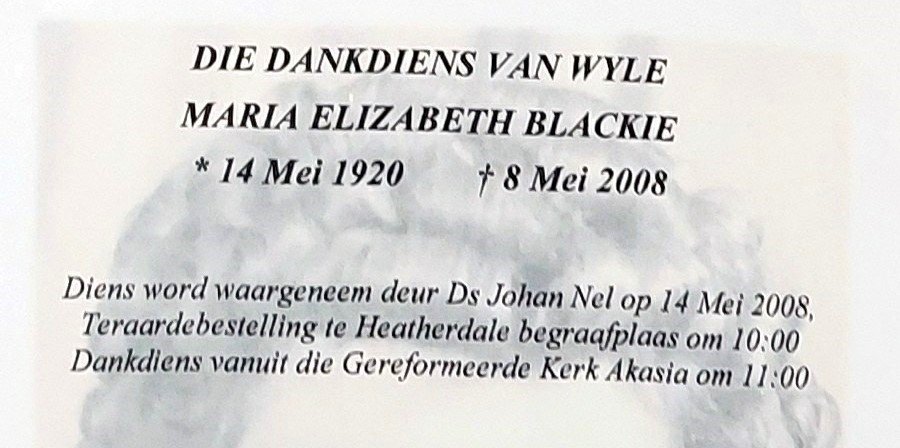 DIE DANKDIENS VAN WYLE
MARIA ELIZABETH BLACKIE
* 14 Mei 1920 † 8 Mei 2008
Diens word waargeneem deur Ds Johan Nel op 14 Mei 2008,
Teraardebestelling te Heatherdale begraafplaas om 10:00
Dankdiens vanuit die Gereformeerde Kerk Akasia om 11:00